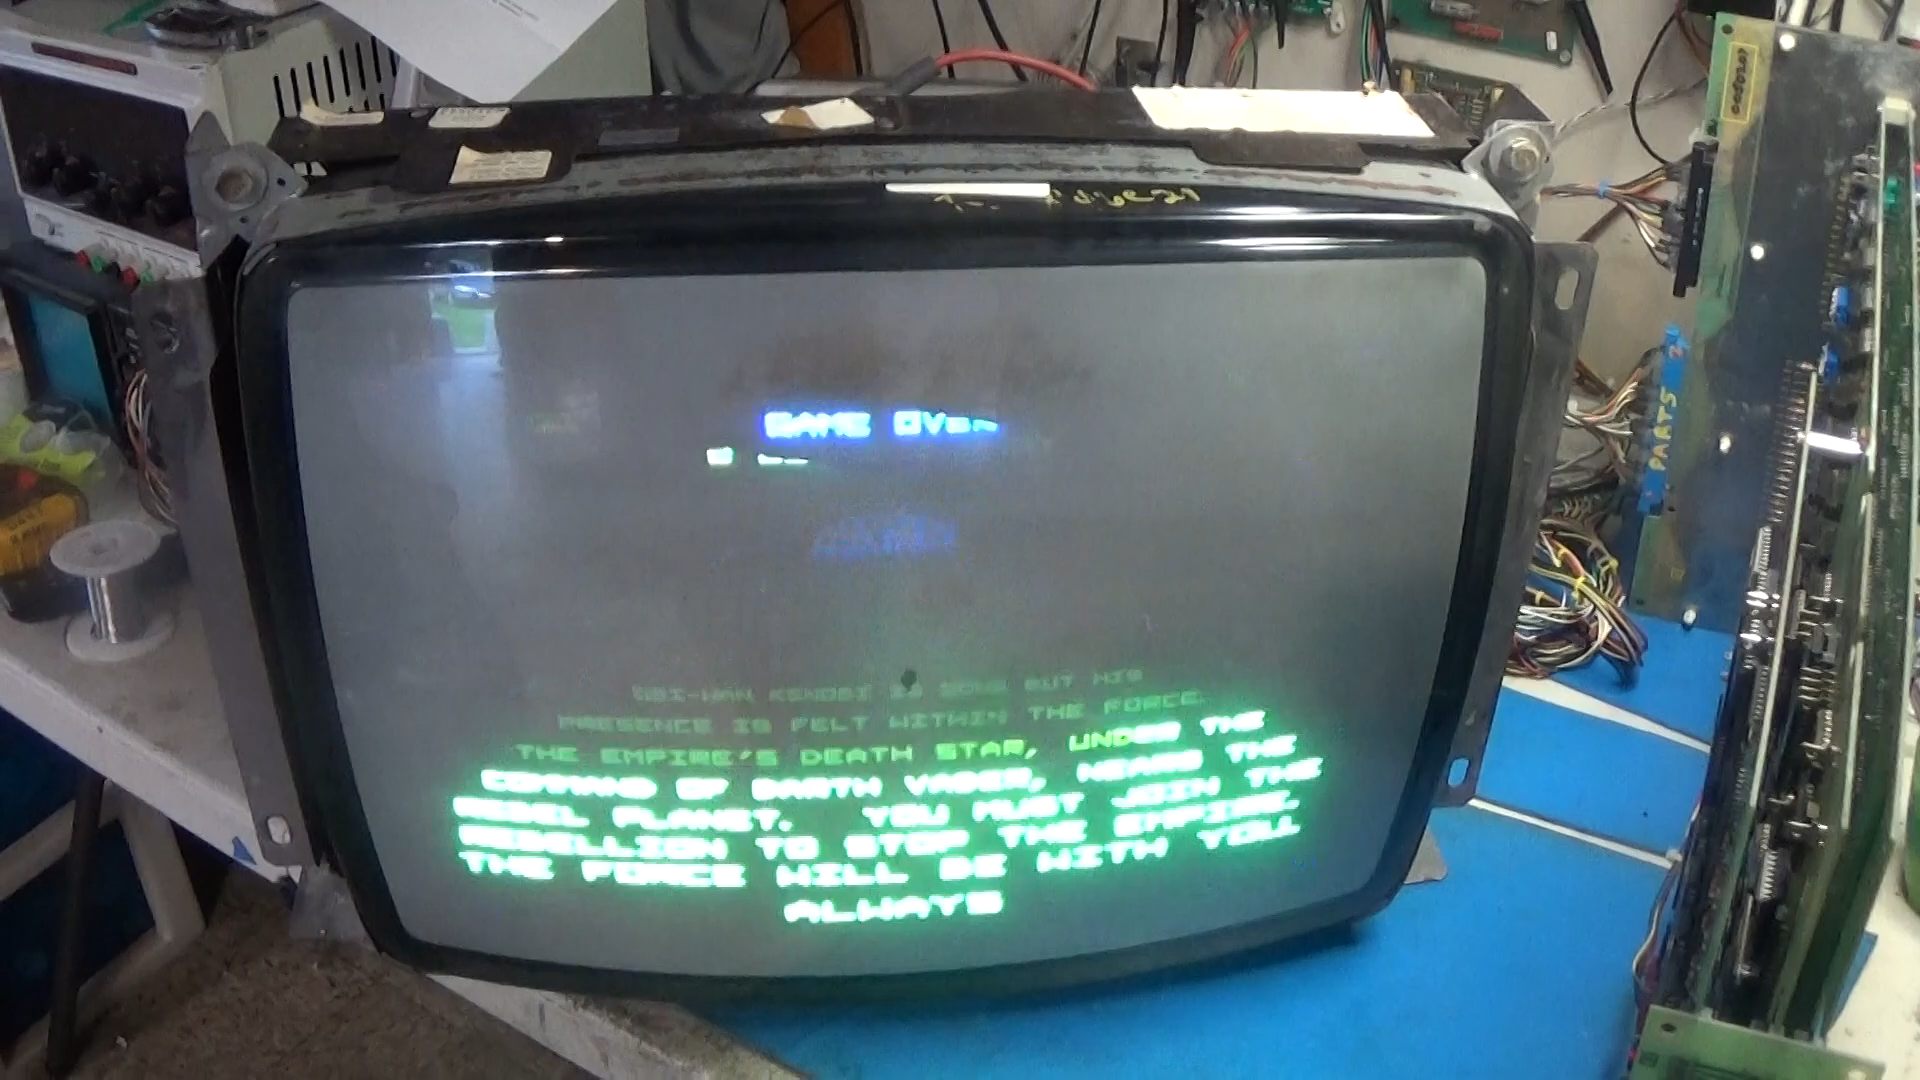 GAME OVER
OBI-WAN KENOBI IS GONE BUT HIS
PRESENCE IS FELT WITHIN THE FORCE.
THE EMPIRE'S DEATH STAR, UNDER THE
COMMAND OF DARTH VADER, NEARS THE
REBEL PLANET. YOU MUST JOIN THE
REBELLION TO STOP THE EMPIRE.
THE FORCE WILL BE WITH YOU
ALWAYS
PARTS